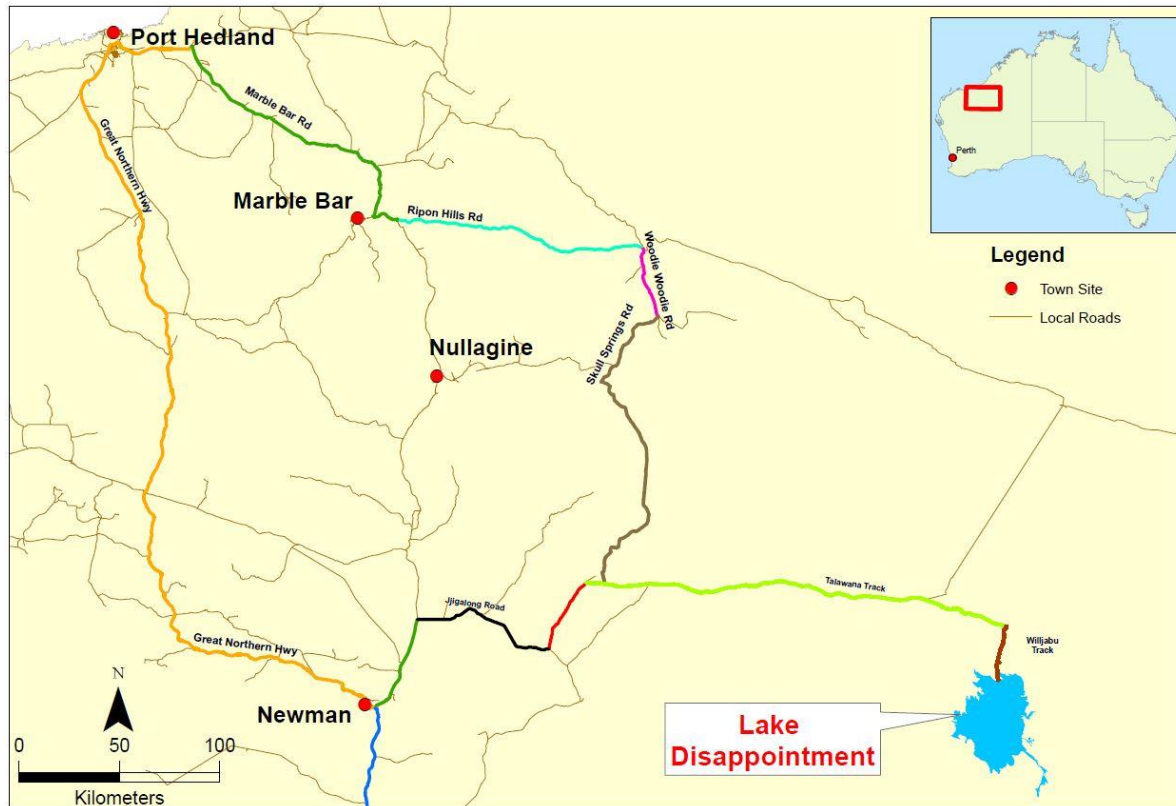 Port Hedland
Marble Bar Rd
Great Northern Hwy
Marble Bar
Ripon Hills Rd
Woodie Woodie Rd
Skull Springs Rd
Nullagine
Jjigalong Road
Talawana Track
Willjabu
Track
Great Northern Hwy
Newman
Lake
Disappointment
N
0 50 100
Kilometers
Perth
Legend
Town Site
Local Roads